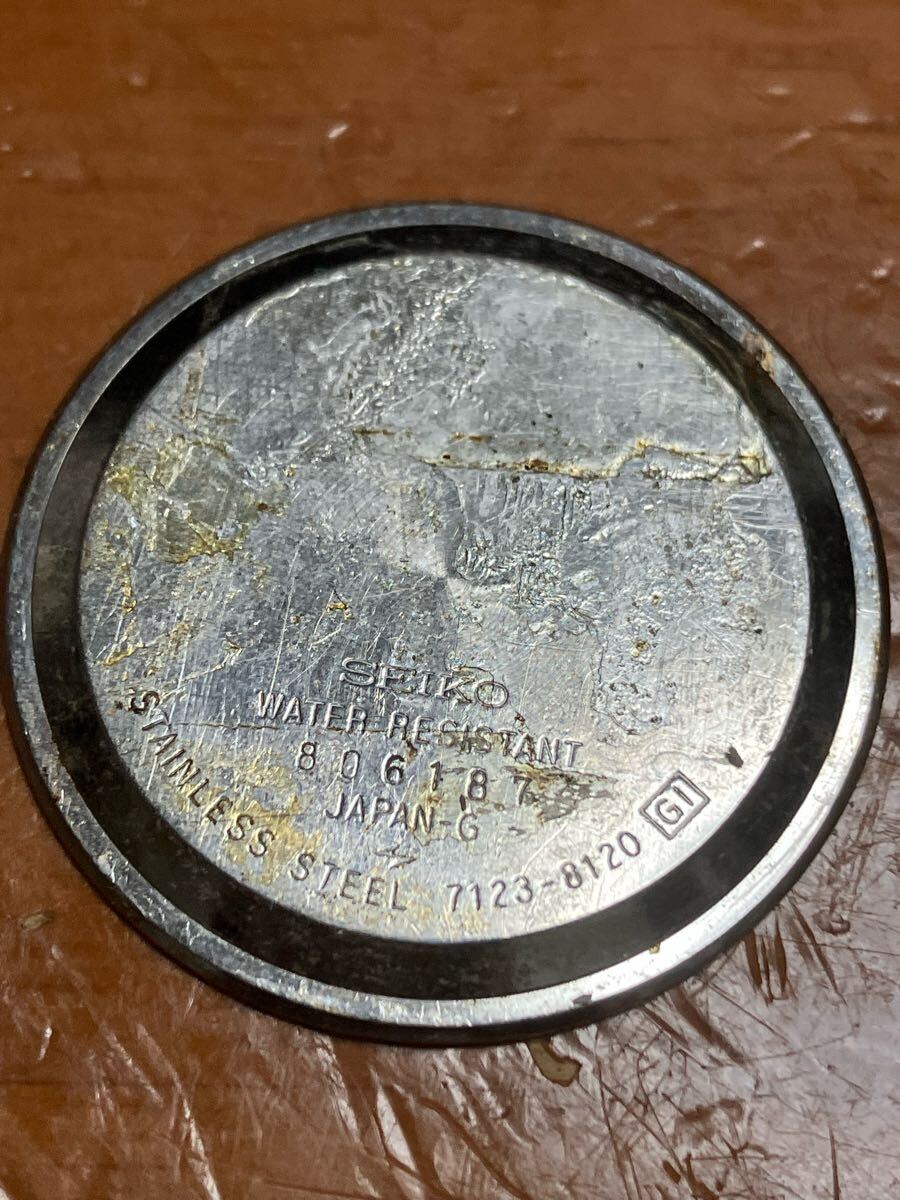 SEIKO
WATER RESISTANT
806187
JAPAN-G
STAINLESS STEEL 7123-8120 G1